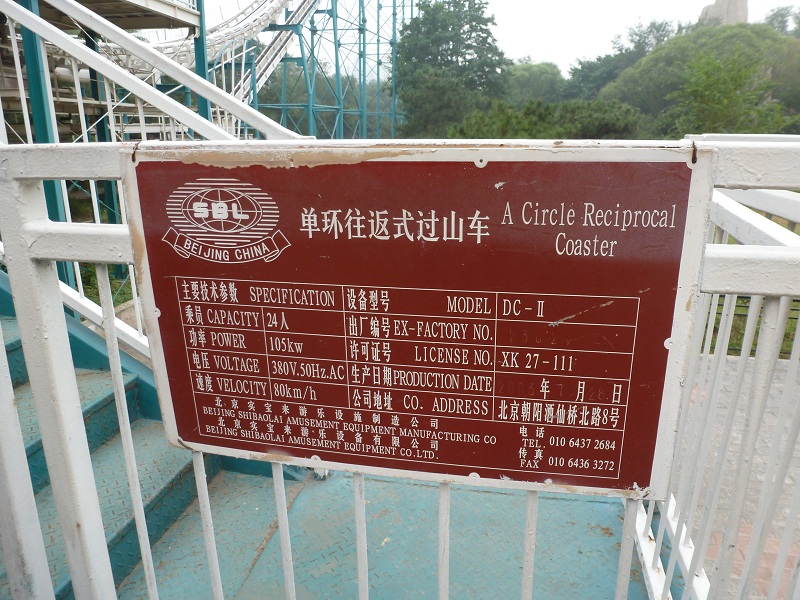 SBL
BEIJING CHINA
单环往返式过山车
A Circle Reciprocal
Coaster
主要技术参数 SPECIFICATION 设备型号 MODEL DC-Ⅱ
乘员 CAPACITY 24人 出厂编号 EX-FACTORY NO.
功率 POWER 105kw 许可证号 LICENSE NO. XK 27-111
电压 VOLTAGE 380V.50Hz.AC 生产日期 PRODUCTION DATE 年 月 日
速度 VELOCITY 80km/h 公司地址 CO. ADDRESS 北京朝阳酒仙桥北路8号
北京实宝来游乐设施制造公司
BEIJING SHIBAOLAI AMUSEMENT EQUIPMENT MANUFACTURING CO
北京实宝来游乐设备有限公司
BEIJING SHIBAOLAI AMUSEMENT EQUIPMENT CO.LTD.
电话
TEL. 010 6437 2684
传真
FAX 010 6436 3272